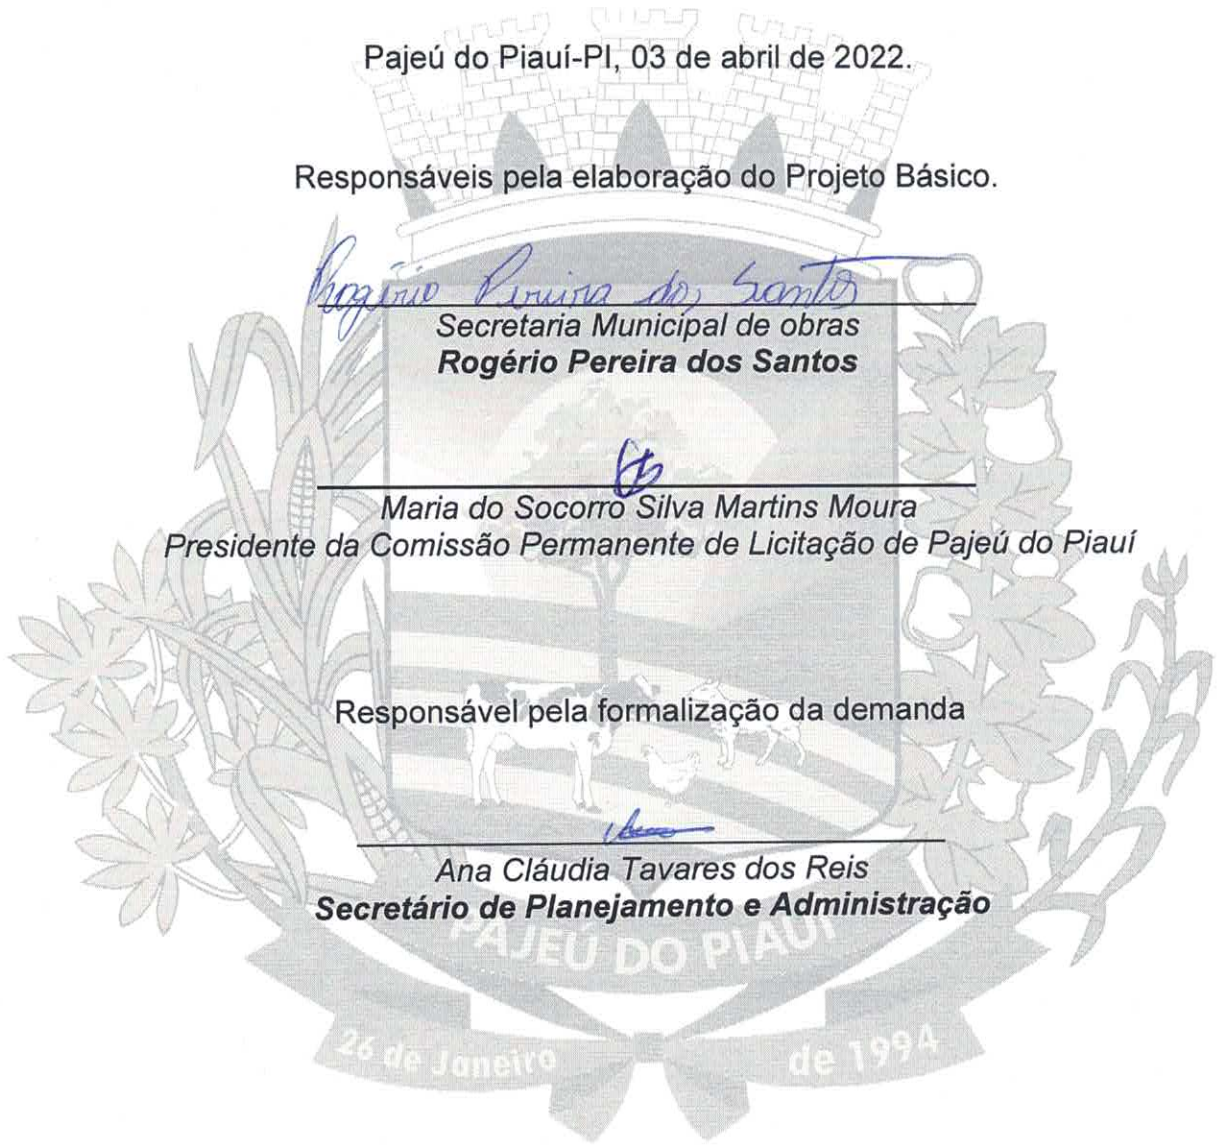 Pajeú do Piauí-PI, 03 de abril de 2022.
Responsáveis pela elaboração do Projeto Básico.
Rogério Pereira dos Santos
Secretaria Municipal de obras
Rogério Pereira dos Santos
Maria do Socorro Silva Martins Moura
Presidente da Comissão Permanente de Licitação de Pajeú do Piauí
Responsável pela formalização da demanda
Ana Cláudia Tavares dos Reis
Secretário de Planejamento e Administração
PAJEÚ DO PIAUÍ
26 de Janeiro de 1994